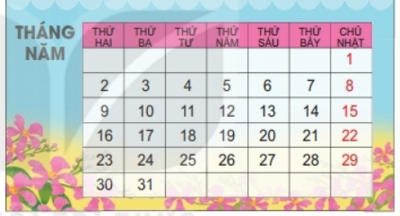 THÁNG NĂM
THỨ HAI THỨ BA THỨ TƯ THỨ NĂM THỨ SÁU THỨ BẢY CHỦ NHẬT
1
2 3 4 5 6 7 8
9 10 11 12 13 14 15
16 17 18 19 20 21 22
23 24 25 26 27 28 29
30 31